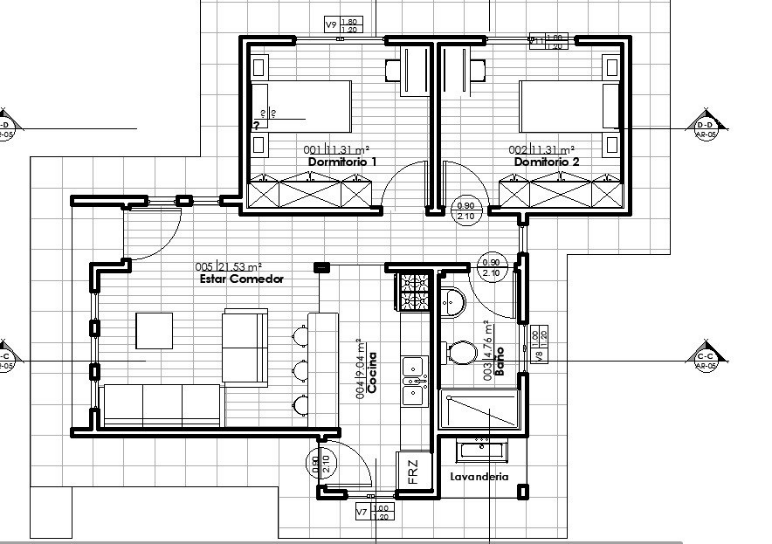 V9 1.80
1.20
1.00
1.20
D-D
AR-05
D-D
AR-05
?
001 11.31 m²
Dormitorio 1
002 11.31 m²
Dormitorio 2
0.90
2.10
0.90
2.10
005 21.53 m²
Estar Comedor
C-C
AR-05
004 9.04 m²
Cocina
003 4.76 m²
Baño
V8 1.00
1.20
C-C
AR-05
0.90
2.10
FRZ
Lavanderia
V7 1.00
1.20